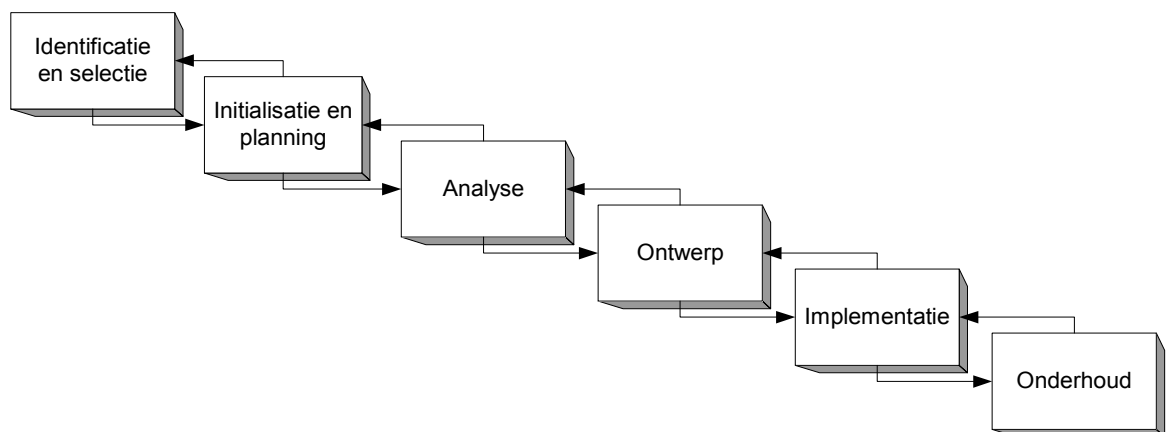 Identificatie
en selectie
Initialisatie en
planning
Analyse
Ontwerp
Implementatie
Onderhoud